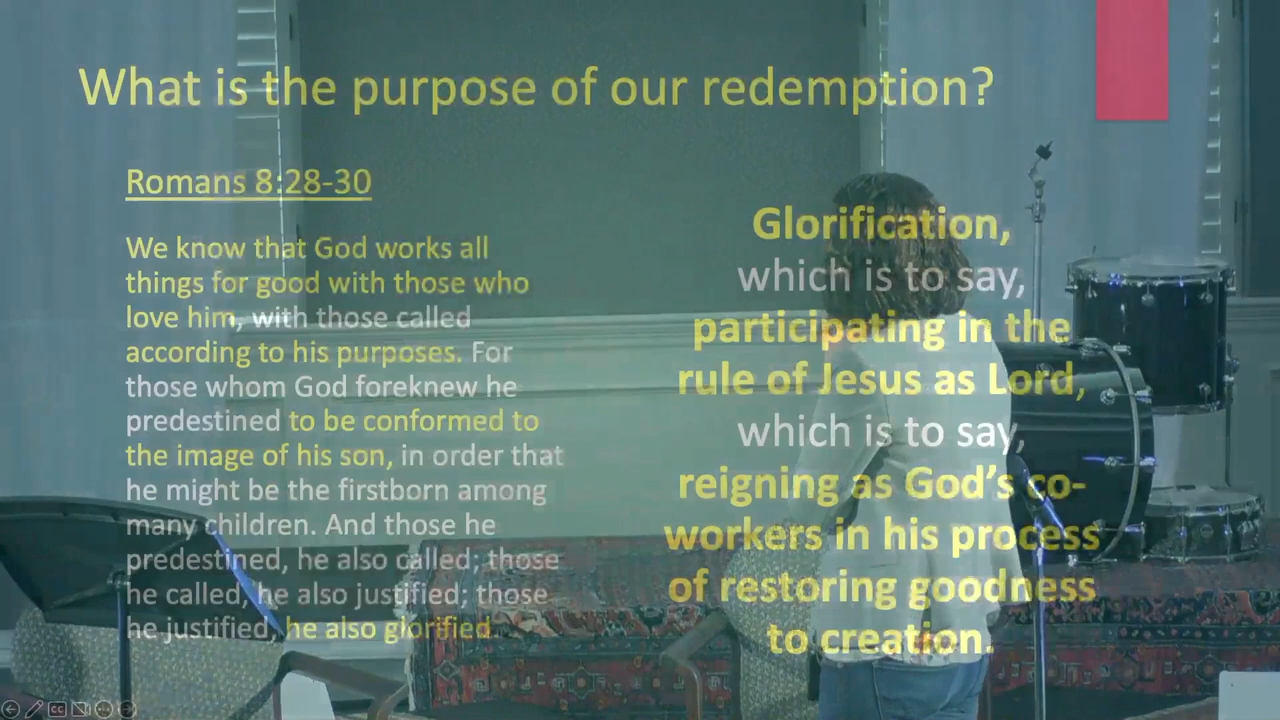 What is the purpose of our redemption?
Romans 8:28-30
We know that God works all
things for good with those who
love him, with those called
according to his purposes. For
those whom God foreknew he
predestined to be conformed to
the image of his son, in order that
he might be the firstborn among
many children. And those he
predestined, he also called; those
he called, he also justified; those
he justified, he also glorified
Glorification,
which is to say,
participating in the
rule of Jesus as Lord,
which is to say,
reigning as God’s co-
workers in his process
of restoring goodness
to creation.
CC